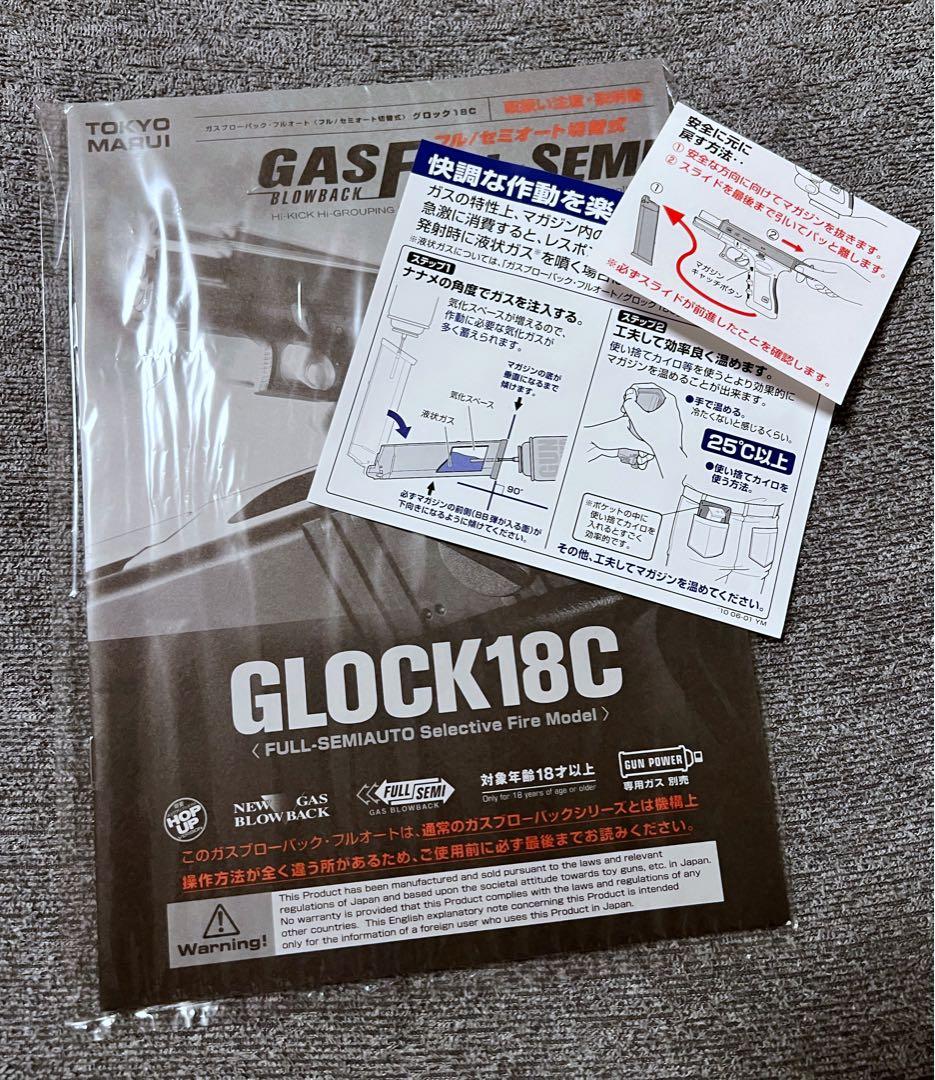 TOKYO
MARUI
ガスブローバック・フルオート〈フル/セミオート切替式〉グロック18C
取扱い注意・説明書
フル/セミオート切替式
GAS
SEMI
BLOWBACK
Hi-KICK Hi-GROUPING
快調な作動を楽
ガスの特性上、マガジン内の
急激に消費すると、レスポン
発射時に液状ガス※を噴く場合
※液状ガスについては、「ガスブローバック・フルオート/グロック
ステップ1
ナナメの角度でガスを注入する。
気化スペースが増えるので、
作動に必要な気化ガスが
多く蓄えられます。
マガジンの底が
垂直になるまで
傾けます。
気化スペース
液状ガス
90°
必ずマガジンの前側(BB弾が入る面)が
下向きになるように傾けてください。
ステップ2
工夫して効率良く温めます。
使い捨てカイロ等を使うとより効果的に
マガジンを温めることが出来ます。
●手で温める。
冷たくないと感じるくらい。
25℃以上
●使い捨てカイロを
使う方法。
※ポケットの中に
使い捨てカイロを
入れるとすごく
効率的です。
その他、工夫してマガジンを温めてください。
10 06-01 YM
安全に元に
戻す方法：
① 安全な方向に向けてマガジンを抜きます。
② スライドを最後まで引いてパッと離します。
①
②
マガジン
キャッチボタン
※必ずスライドが前進したことを確認します。
GLOCK18C
〈 FULL-SEMIAUTO Selective Fire Model 〉
HOP
UP
NEW GAS
BLOW BACK
FULL SEMI
GAS BLOWBACK
対象年齢18才以上
Only for 18 years of age or older
GUN POWER
専用ガス 別売
このガスブローバック・フルオートは、通常のガスブローバックシリーズとは機構上
操作方法が全く違う所があるため、ご使用前に必ず最後までお読みください。
Warning!
This Product has been manufactured and sold pursuant to the laws and relevant
regulations of Japan and based upon the societal attitude towards toy guns, etc. in Japan.
No warranty is provided that this Product complies with the laws and regulations of any
other countries. This English explanatory note concerning this Product is intended
only for the information of a foreign user who uses this Product in Japan.